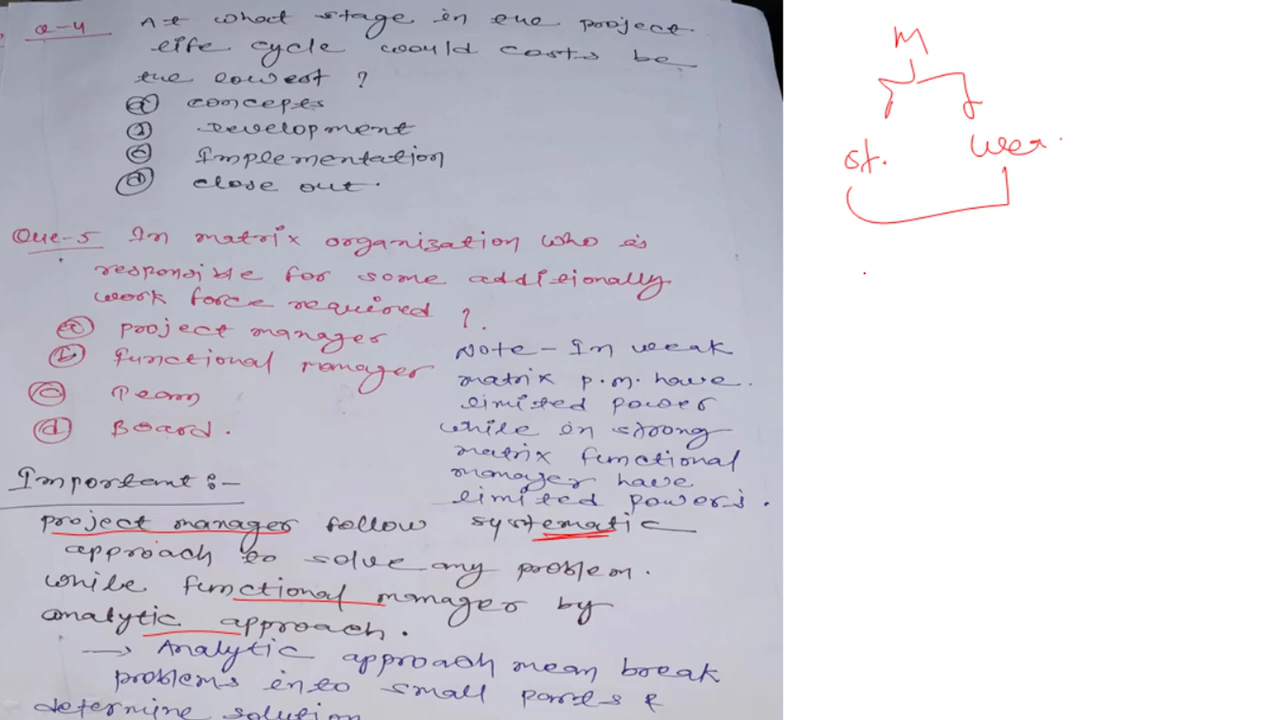 Q-4 At what stage in the project
life cycle would costs be
the lowest ?
(a) concepts
(b) Development
(c) Implementation
(d) close out.
Que-5 In matrix organization who is
responsible for some additionally
work force required ?.
(a) project manager
(b) functional manager
(c) Team
(d) Board.
Note - In weak
matrix p.m. have
limited power
while in strong
matrix functional
manager have
limited powers.
Important :-
project manager follow systematic
approach to solve any problem.
while functional manager by
analytic approach.
→ Analytic approach mean break
problems into small parts &
determine solution
M
st.
wea.